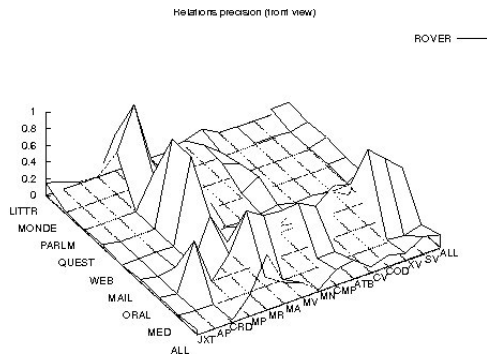 Relations precision (front view)
ROVER
1
0.8
0.6
0.4
0.2
0
LITTR
MONDE
PARLM
QUEST
WEB
MAIL
ORAL
MED
ALL
JXT
AP
CRD
MP
MR
MA
MV
MN
CMP
ATB
CV
COD
XV
SV
ALL